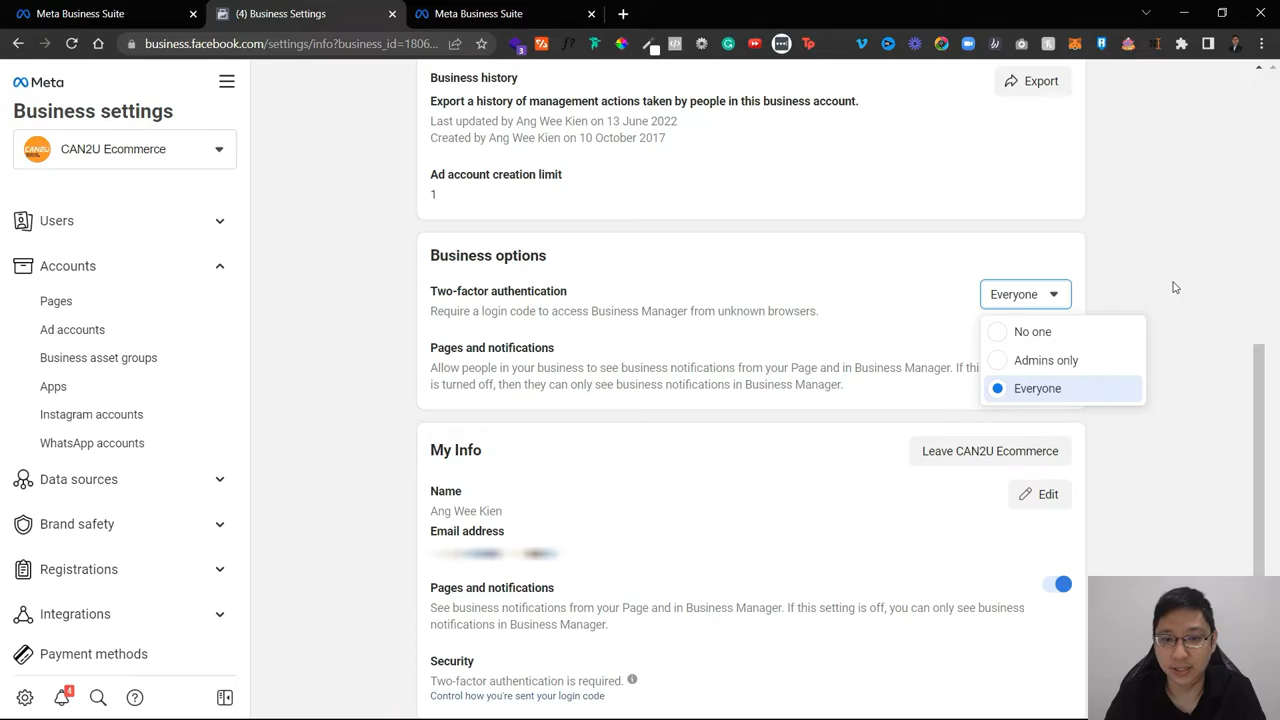 Meta Business Suite
(4) Business Settings
Meta Business Suite
business.facebook.com/settings/info?business_id=1806...
3
Meta
Business settings
CAN2U Ecommerce
Users
Accounts
Pages
Ad accounts
Business asset groups
Apps
Instagram accounts
WhatsApp accounts
Data sources
Brand safety
Registrations
Integrations
Payment methods
4
Business history
Export
Export a history of management actions taken by people in this business account.
Last updated by Ang Wee Kien on 13 June 2022
Created by Ang Wee Kien on 10 October 2017
Ad account creation limit
1
Business options
Two-factor authentication
Require a login code to access Business Manager from unknown browsers.
Everyone
No one
Admins only
Everyone
Pages and notifications
Allow people in your business to see business notifications from your Page and in Business Manager. If this
is turned off, then they can only see business notifications in Business Manager.
My Info
Leave CAN2U Ecommerce
Name
Edit
Ang Wee Kien
Email address
Pages and notifications
See business notifications from your Page and in Business Manager. If this setting is off, you can only see business
notifications in Business Manager.
Security
Two-factor authentication is required.
Control how you're sent your login code